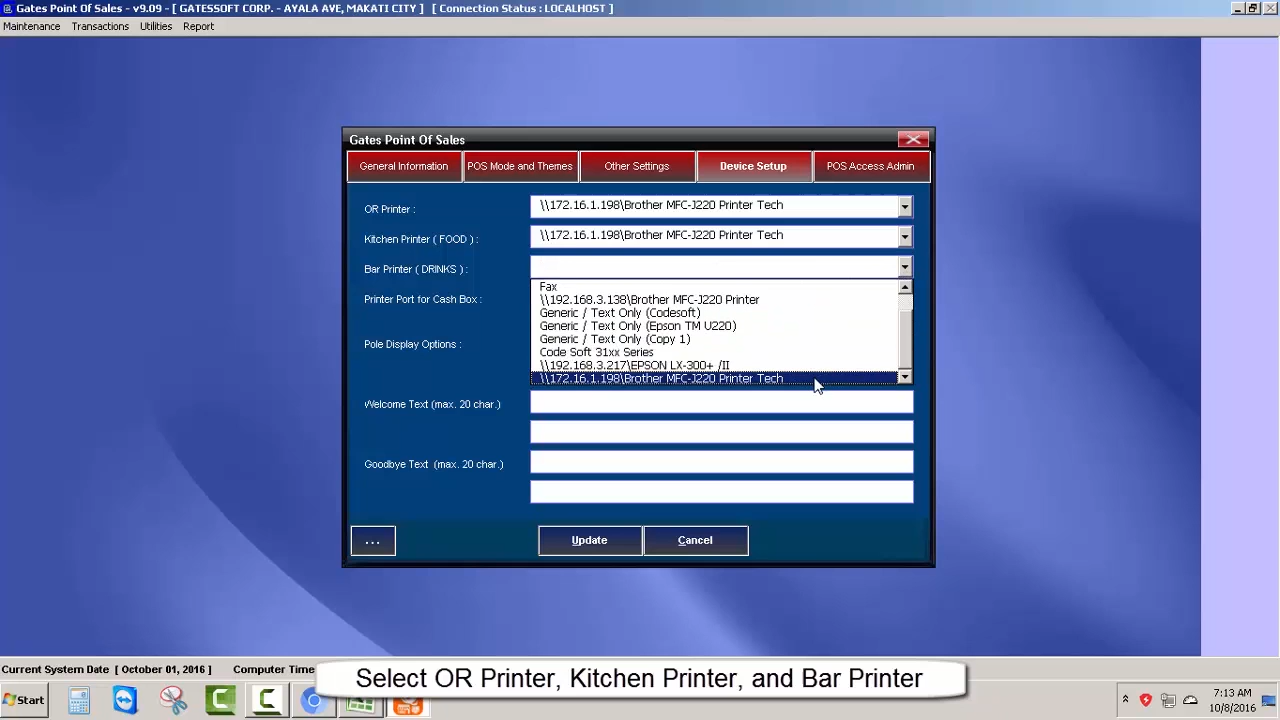 Gates Point Of Sales - v9.09 - [ GATESSOFT CORP. - AYALA AVE, MAKATI CITY ] [ Connection Status : LOCALHOST ]
Maintenance Transactions Utilities Report
Gates Point Of Sales
General Information POS Mode and Themes Other Settings Device Setup POS Access Admin
OR Printer : \\172.16.1.198\Brother MFC-J220 Printer Tech
Kitchen Printer ( FOOD ) : \\172.16.1.198\Brother MFC-J220 Printer Tech
Bar Printer ( DRINKS ) :
Fax
Printer Port for Cash Box : \\192.168.3.138\Brother MFC-J220 Printer
Generic / Text Only (Codesoft)
Generic / Text Only (Epson TM U220)
Pole Display Options : Generic / Text Only (Copy 1)
Code Soft 31xx Series
\\192.168.3.217\EPSON LX-300+ /II
\\172.16.1.198\Brother MFC-J220 Printer Tech
Welcome Text (max. 20 char.)
Goodbye Text (max. 20 char.)
... Update Cancel
Current System Date [ October 01, 2016 ] Computer Time
Select OR Printer, Kitchen Printer, and Bar Printer
Start
7:13 AM
10/8/2016